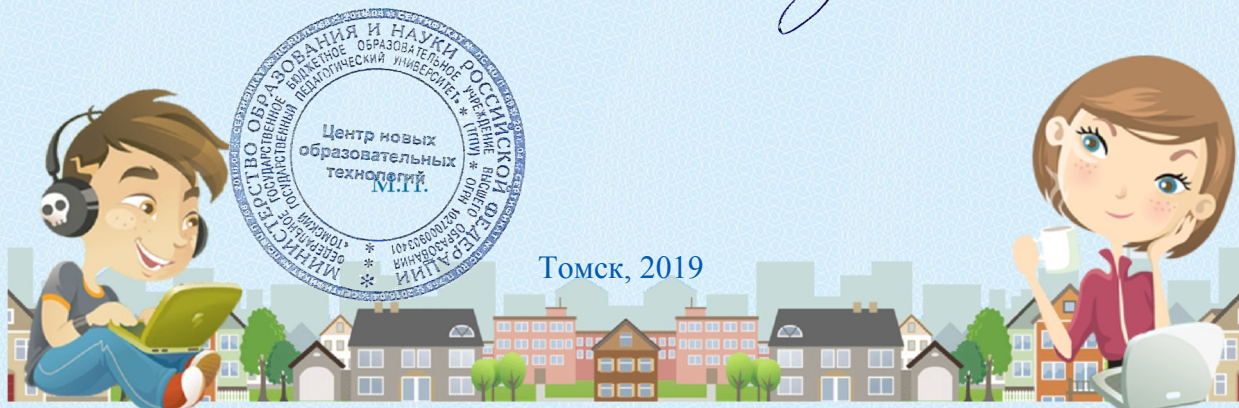 МИНИСТЕРСТВО ОБРАЗОВАНИЯ И НАУКИ РОССИЙСКОЙ ФЕДЕРАЦИИ
ФЕДЕРАЛЬНОЕ ГОСУДАРСТВЕННОЕ БЮДЖЕТНОЕ ОБРАЗОВАТЕЛЬНОЕ УЧРЕЖДЕНИЕ ВЫСШЕГО ОБРАЗОВАНИЯ
«ТОМСКИЙ ГОСУДАРСТВЕННЫЙ ПЕДАГОГИЧЕСКИЙ УНИВЕРСИТЕТ» * (ТГПУ) * ОГРН 1027000903401
Центр новых
образовательных
технологий
М.П.
Томск, 2019